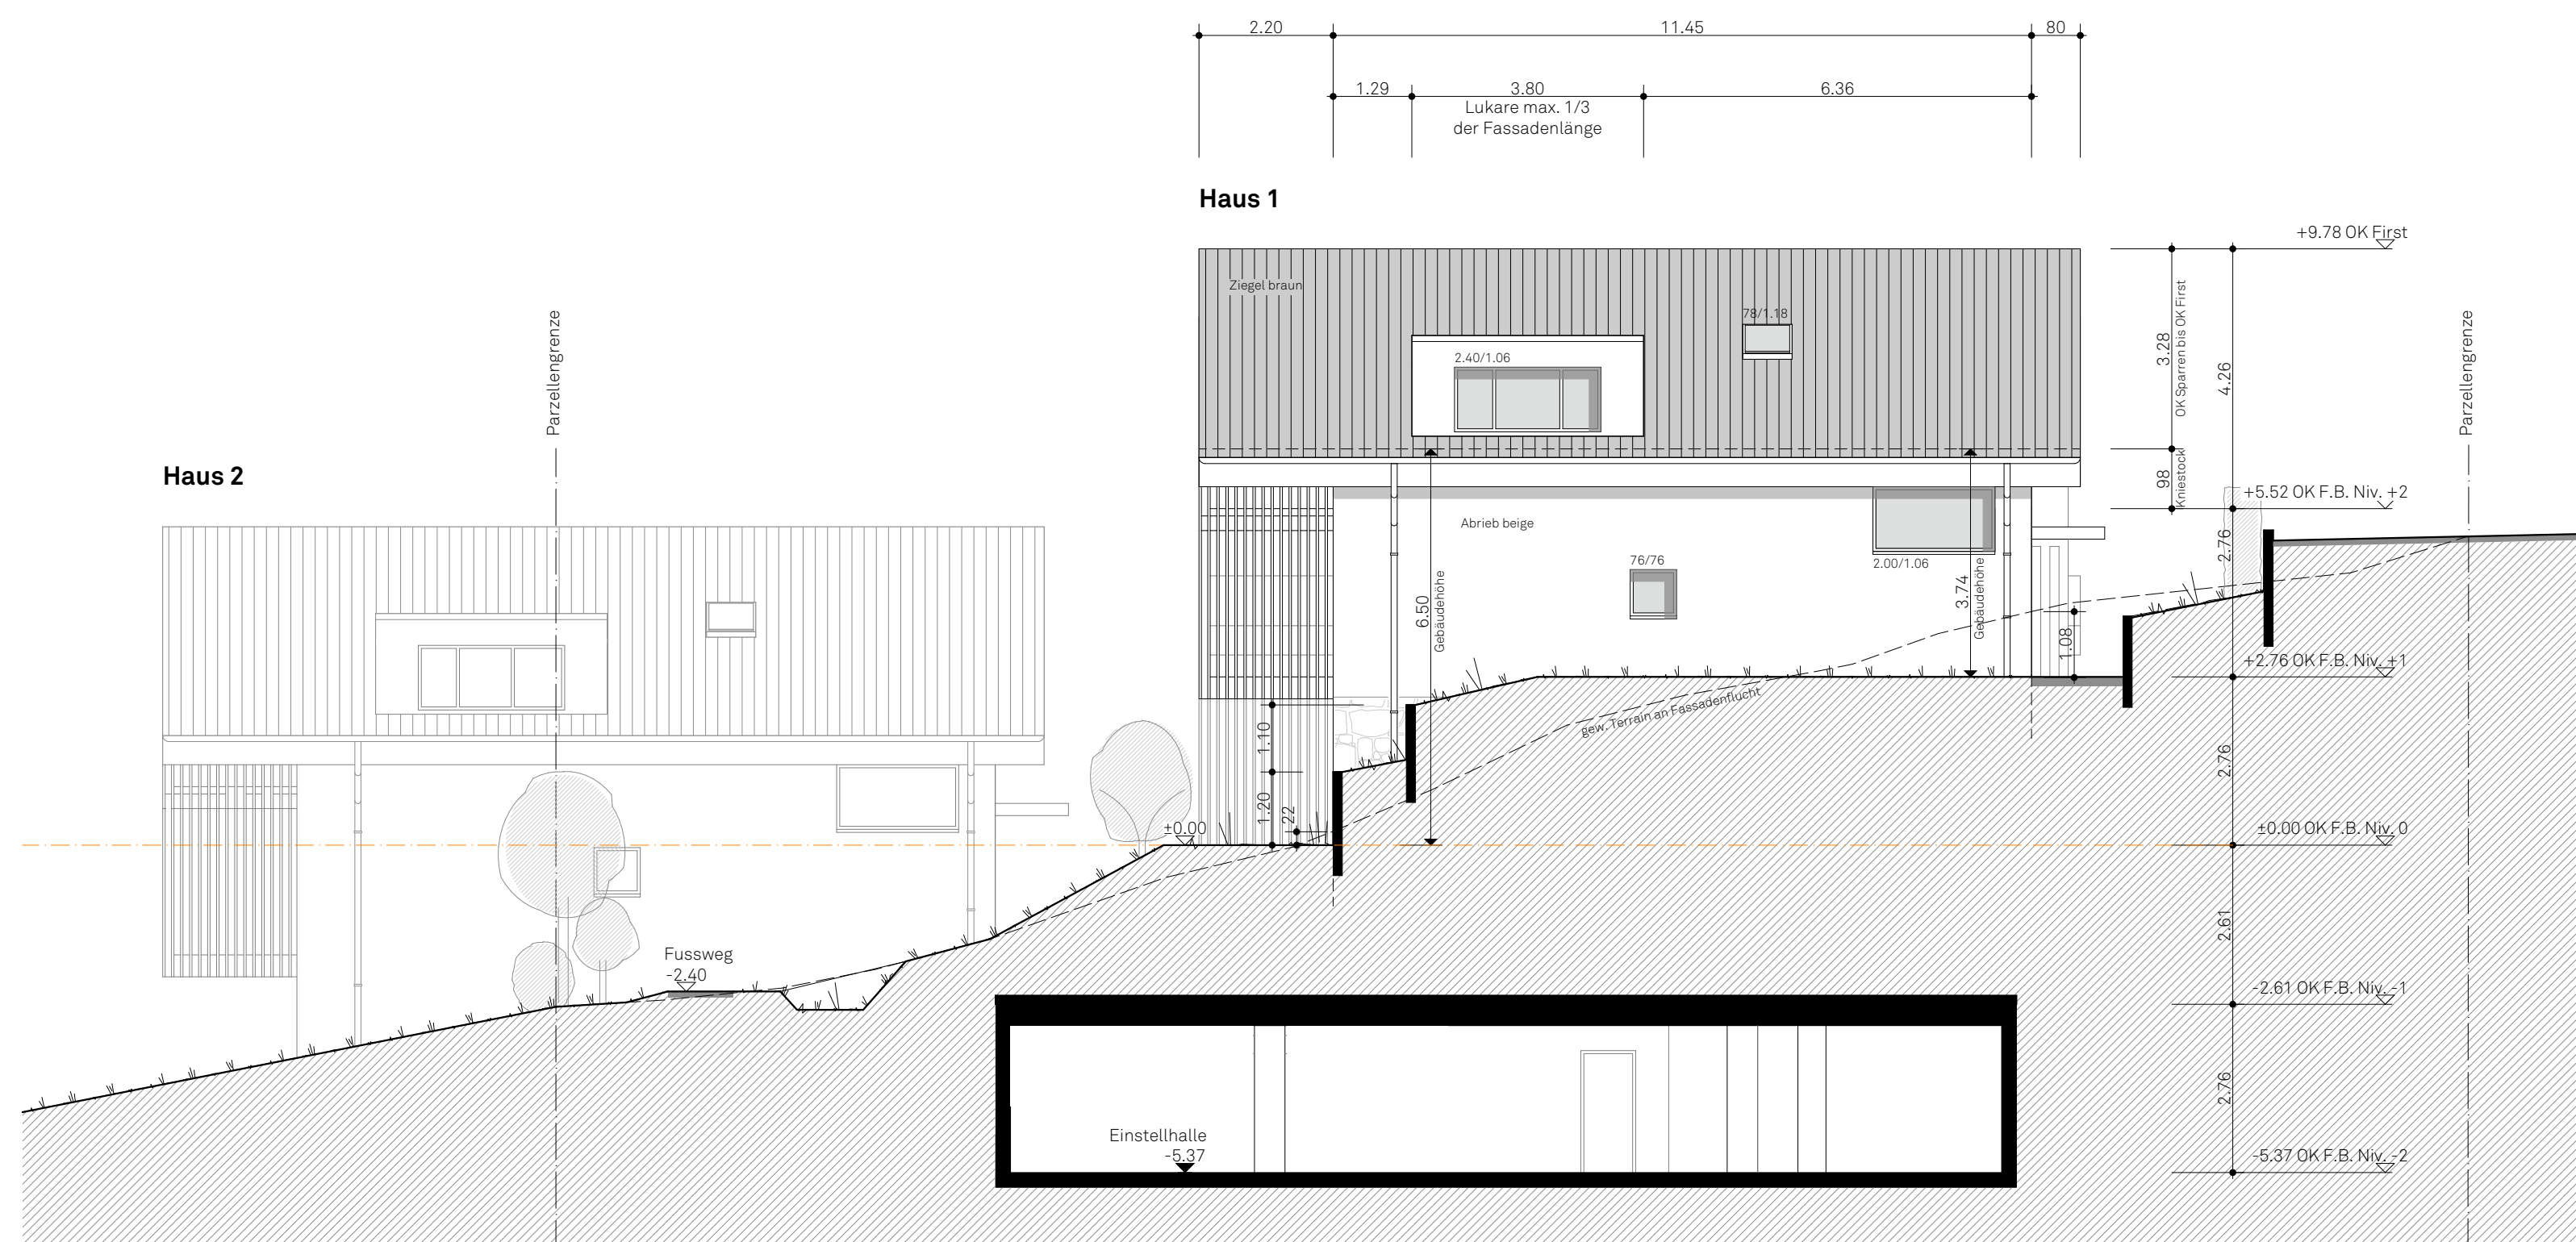 2.20
11.45
80
1.29
3.80
6.36
Lukare max. 1/3
der Fassadenlänge
Haus 1
+9.78 OK First
Ziegel braun
78/1.18
2.40/1.06
3.28
OK Sparren bis OK First
4.26
Parzellengrenze
Parzellengrenze
Haus 2
98
Kniestock
+5.52 OK F.B. Niv. +2
Abrieb beige
76/76
2.00/1.06
2.76
6.50
Gebäudehöhe
3.74
Gebäudehöhe
1.08
+2.76 OK F.B. Niv. +1
gew. Terrain an Fassadenflucht
1.10
2.76
1.20
22
±0.00
±0.00 OK F.B. Niv. 0
2.61
Fussweg
-2.40
-2.61 OK F.B. Niv. -1
2.76
Einstellhalle
-5.37
-5.37 OK F.B. Niv. -2